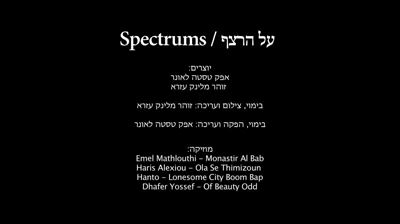 Spectrums / על הרצף
יוצרים:
אפק טסטה לאונר
זוהר מלינק עזרא
בימוי, צילום ועריכה: זוהר מלינק עזרא
בימוי, הפקה ועריכה: אפק טסטה לאונר
מוזיקה:
Emel Mathlouthi – Monastir Al Bab
Haris Alexiou – Ola Se Thimizoun
Hanto – Lonesome City Boom Bap
Dhafer Yossef – Of Beauty Odd